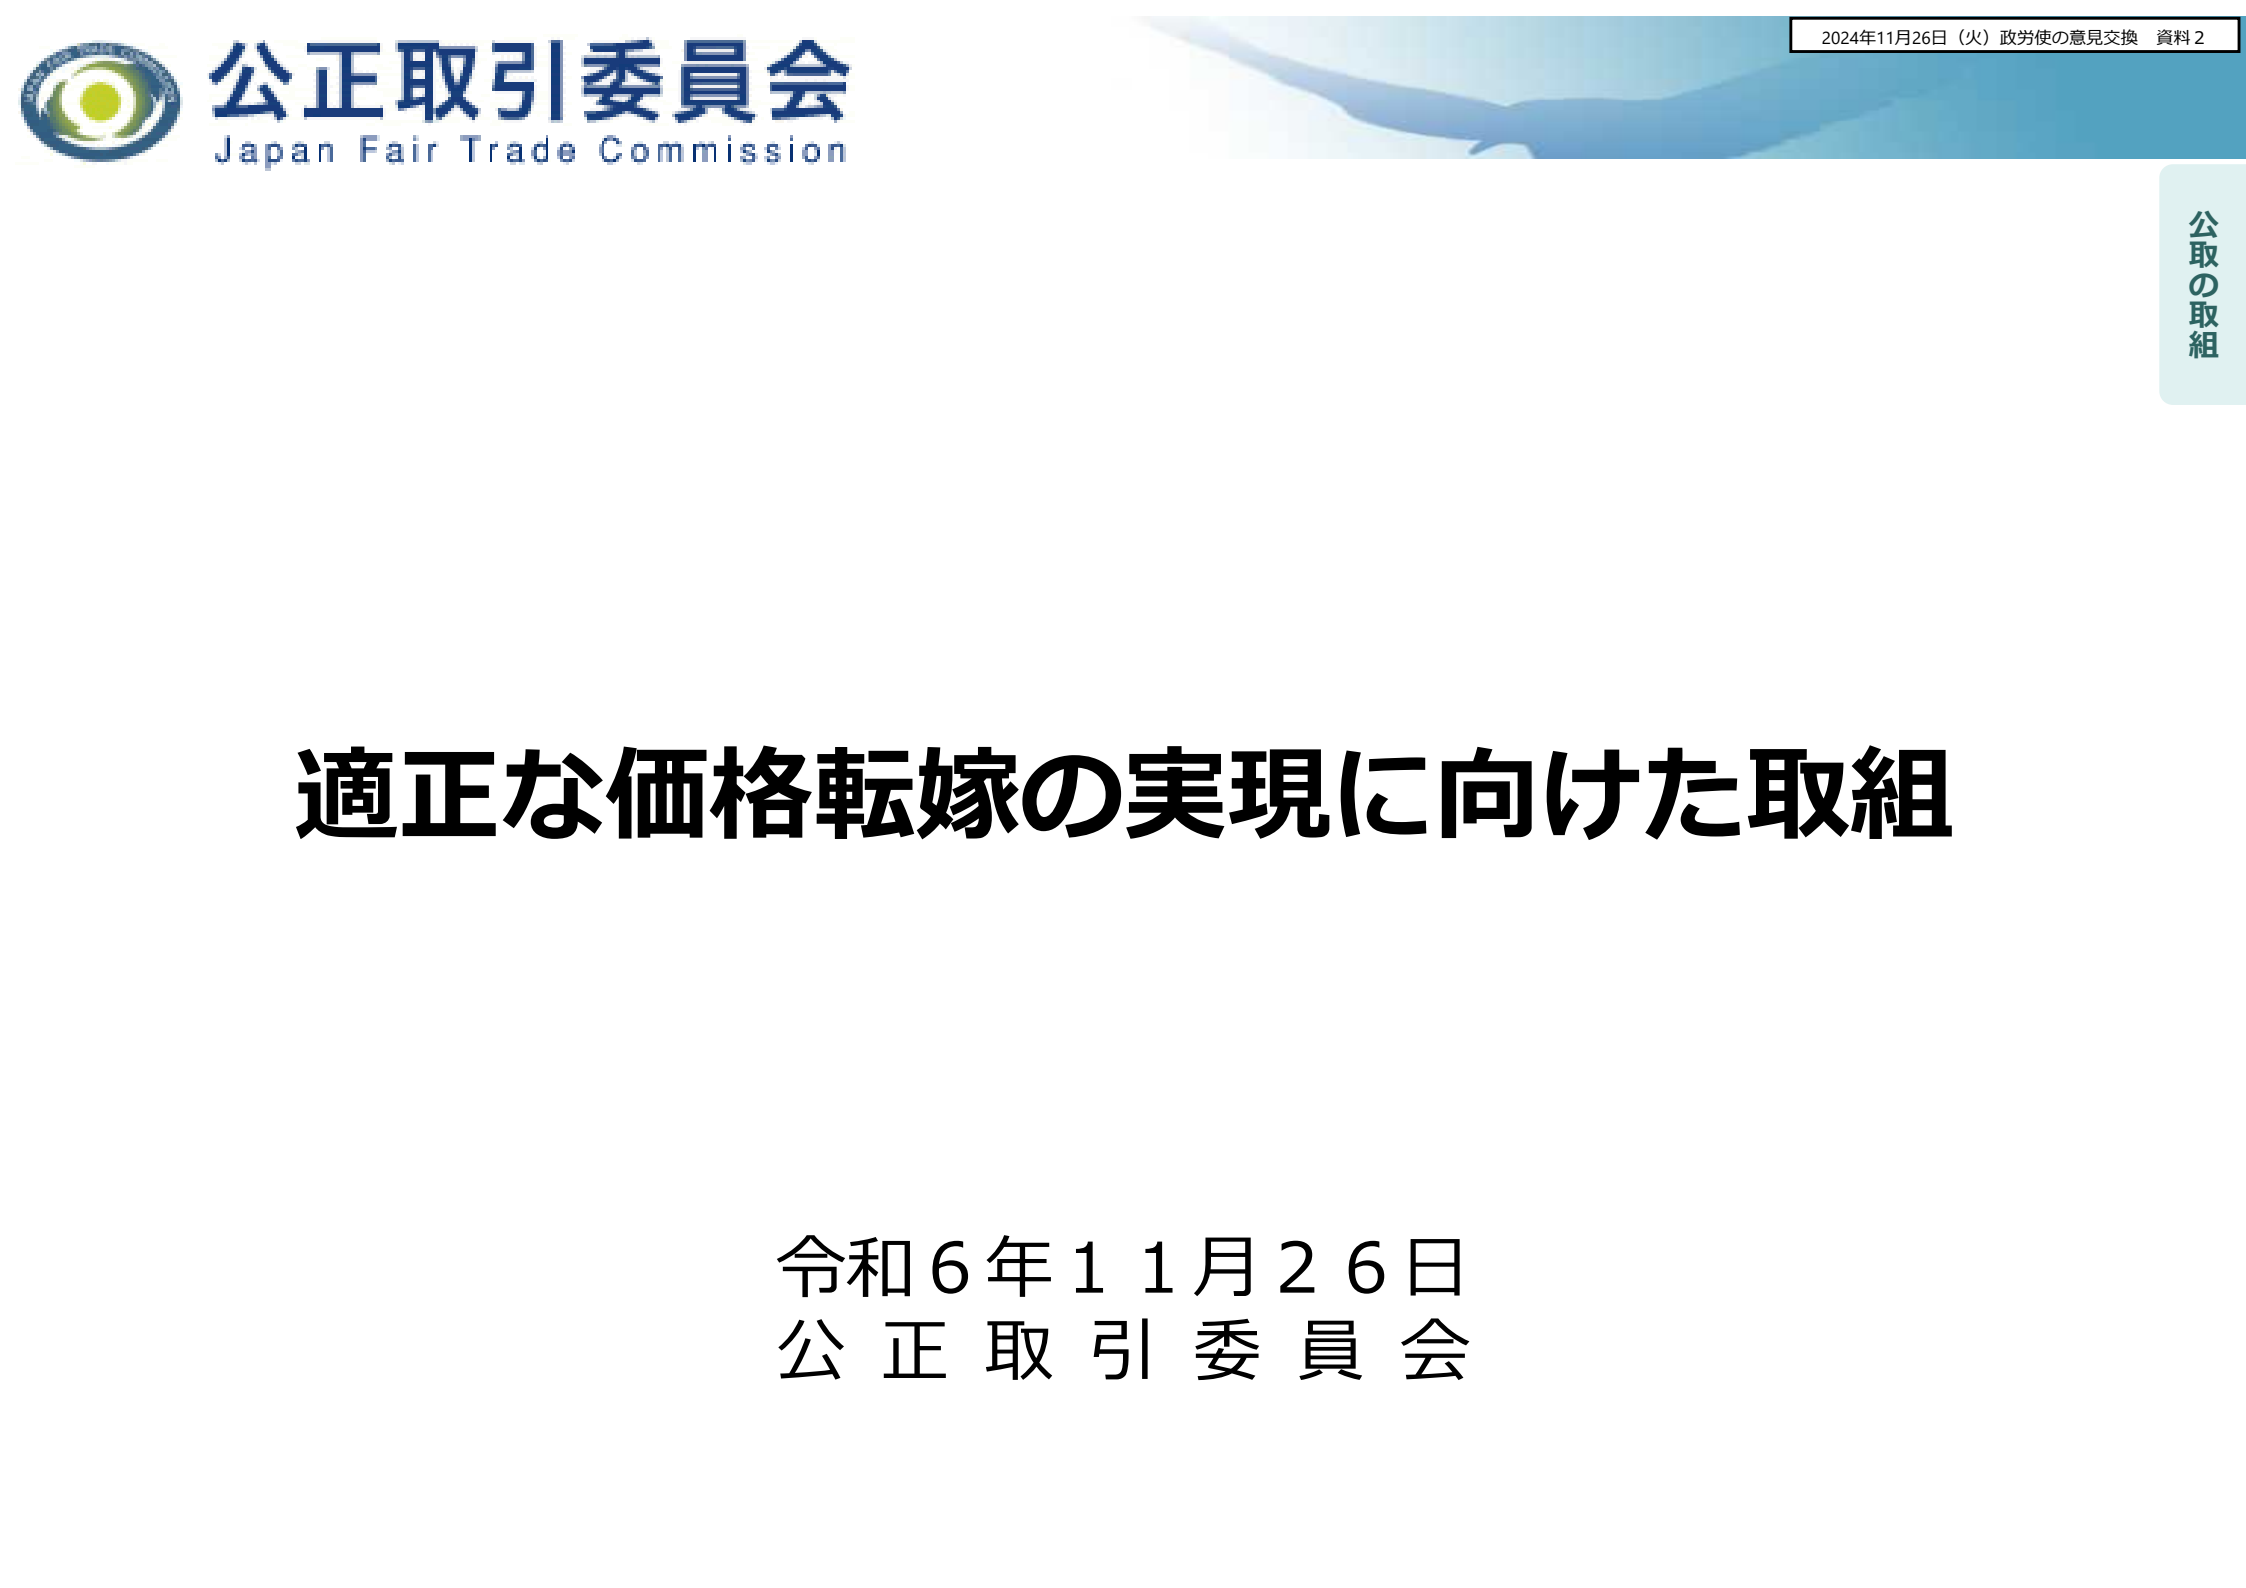 公正取引委員会
Japan Fair Trade Commission
2024年11月26日（火）政労使の意見交換　資料２
公取の取組
適正な価格転嫁の実現に向けた取組
令和６年１１月２６日
公正取引委員会